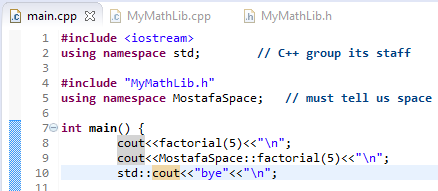 main.cpp MyMathLib.cpp MyMathLib.h
1 #include <iostream>
2 using namespace std; // C++ group its staff
3
4 #include "MyMathLib.h"
5 using namespace MostafaSpace; // must tell us space
6
7 int main() {
8 cout<<factorial(5)<<"\n";
9 cout<<MostafaSpace::factorial(5)<<"\n";
10 std::cout<<"bye"<<"\n";